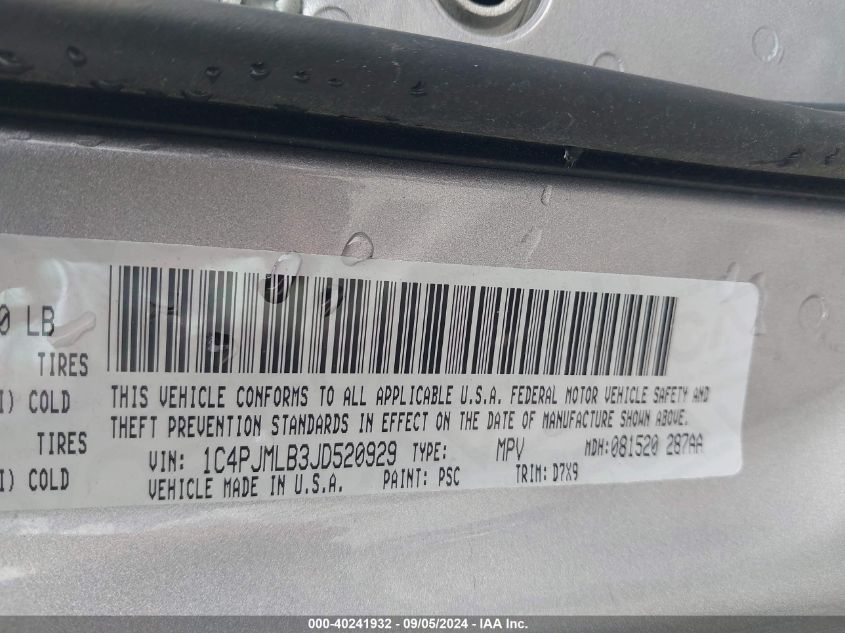 0 LB
TIRES
I) COLD
TIRES
I) COLD
THIS VEHICLE CONFORMS TO ALL APPLICABLE U.S.A. FEDERAL MOTOR VEHICLE SAFETY AND
THEFT PREVENTION STANDARDS IN EFFECT ON THE DATE OF MANUFACTURE SHOWN ABOVE.
VIN: 1C4PJMLB3JD520929 TYPE: MPV MDH:081520 287AA
VEHICLE MADE IN U.S.A. PAINT: PSC TRIM: D7X9
000-40241932 - 09/05/2024 - IAA Inc.